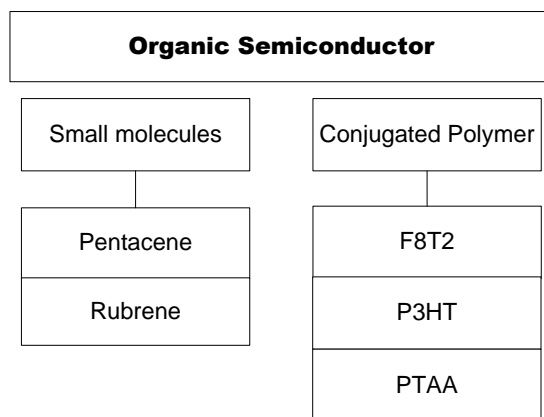 Organic Semiconductor
Small molecules
Pentacene
Rubrene
Conjugated Polymer
F8T2
P3HT
PTAA